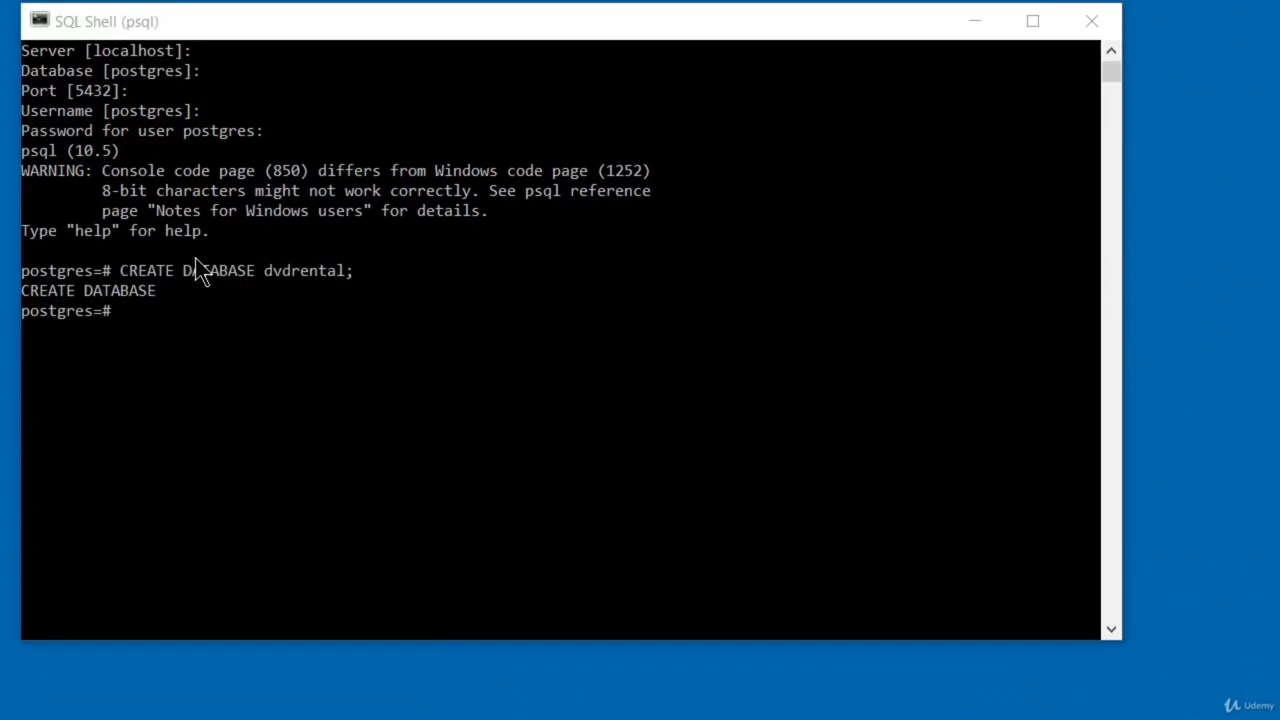 SQL Shell (psql)
Server [localhost]:
Database [postgres]:
Port [5432]:
Username [postgres]:
Password for user postgres:
psql (10.5)
WARNING: Console code page (850) differs from Windows code page (1252)
8-bit characters might not work correctly. See psql reference
page "Notes for Windows users" for details.
Type "help" for help.
postgres=# CREATE DATABASE dvdrental;
CREATE DATABASE
postgres=#
Udemy